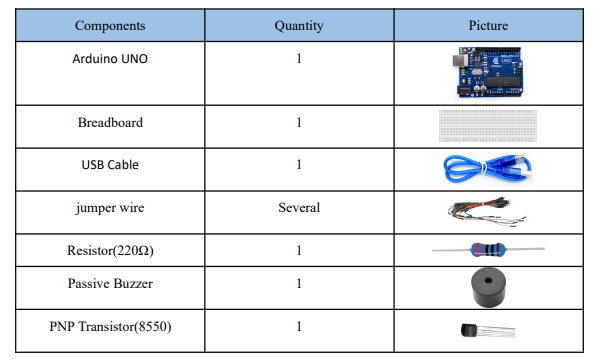 Components Quantity Picture
Arduino UNO 1
Breadboard 1
USB Cable 1
jumper wire Several
Resistor(220Ω) 1
Passive Buzzer 1
PNP Transistor(8550) 1